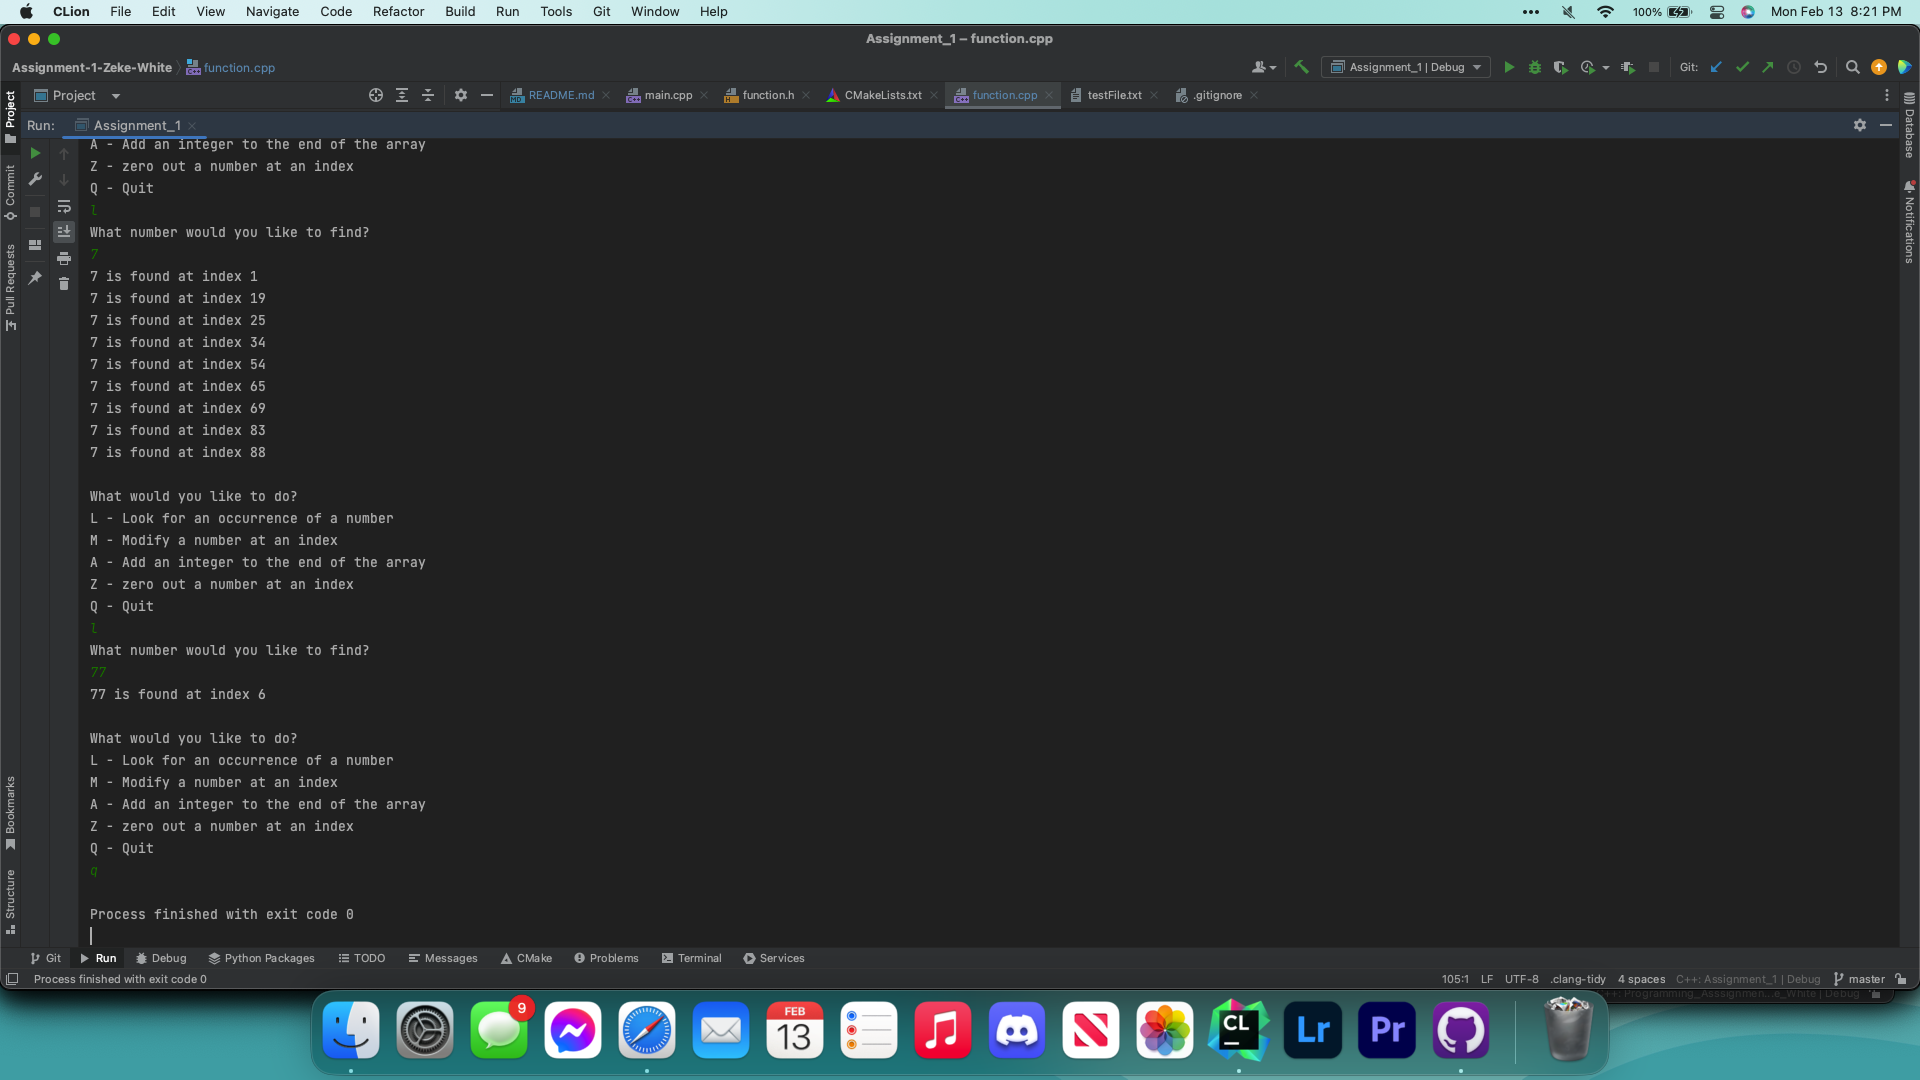 CLion File Edit View Navigate Code Refactor Build Run Tools Git Window Help 100% Mon Feb 13 8:21 PM
Assignment_1 – function.cpp
Assignment-1-Zeke-White function.cpp Assignment_1 | Debug Git:
Project README.md main.cpp function.h CMakeLists.txt function.cpp testFile.txt .gitignore
Run: Assignment_1
Project
Commit
Pull Requests
Bookmarks
Structure
Database
Notifications
A - Add an integer to the end of the array
Z - zero out a number at an index
Q - Quit
l
What number would you like to find?
7
7 is found at index 1
7 is found at index 19
7 is found at index 25
7 is found at index 34
7 is found at index 54
7 is found at index 65
7 is found at index 69
7 is found at index 83
7 is found at index 88
What would you like to do?
L - Look for an occurrence of a number
M - Modify a number at an index
A - Add an integer to the end of the array
Z - zero out a number at an index
Q - Quit
l
What number would you like to find?
77
77 is found at index 6
What would you like to do?
L - Look for an occurrence of a number
M - Modify a number at an index
A - Add an integer to the end of the array
Z - zero out a number at an index
Q - Quit
q
Process finished with exit code 0
Git Run Debug Python Packages TODO Messages CMake Problems Terminal Services
Process finished with exit code 0 105:1 LF UTF-8 .clang-tidy 4 spaces C++: Assignment_1 | Debug master
9
FEB
13
CL
Lr
Pr